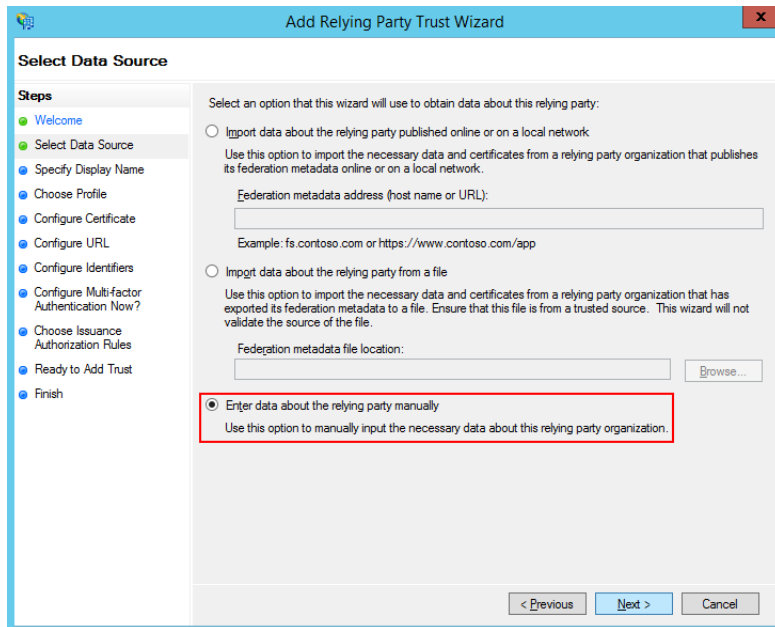 Add Relying Party Trust Wizard
x
Select Data Source
Steps
Welcome
Select Data Source
Specify Display Name
Choose Profile
Configure Certificate
Configure URL
Configure Identifiers
Configure Multi-factor
Authentication Now?
Choose Issuance
Authorization Rules
Ready to Add Trust
Finish
Select an option that this wizard will use to obtain data about this relying party:
Import data about the relying party published online or on a local network
Use this option to import the necessary data and certificates from a relying party organization that publishes
its federation metadata online or on a local network.
Federation metadata address (host name or URL):
Example: fs.contoso.com or https://www.contoso.com/app
Import data about the relying party from a file
Use this option to import the necessary data and certificates from a relying party organization that has
exported its federation metadata to a file. Ensure that this file is from a trusted source. This wizard will not
validate the source of the file.
Federation metadata file location:
Browse...
Enter data about the relying party manually
Use this option to manually input the necessary data about this relying party organization.
< Previous
Next >
Cancel